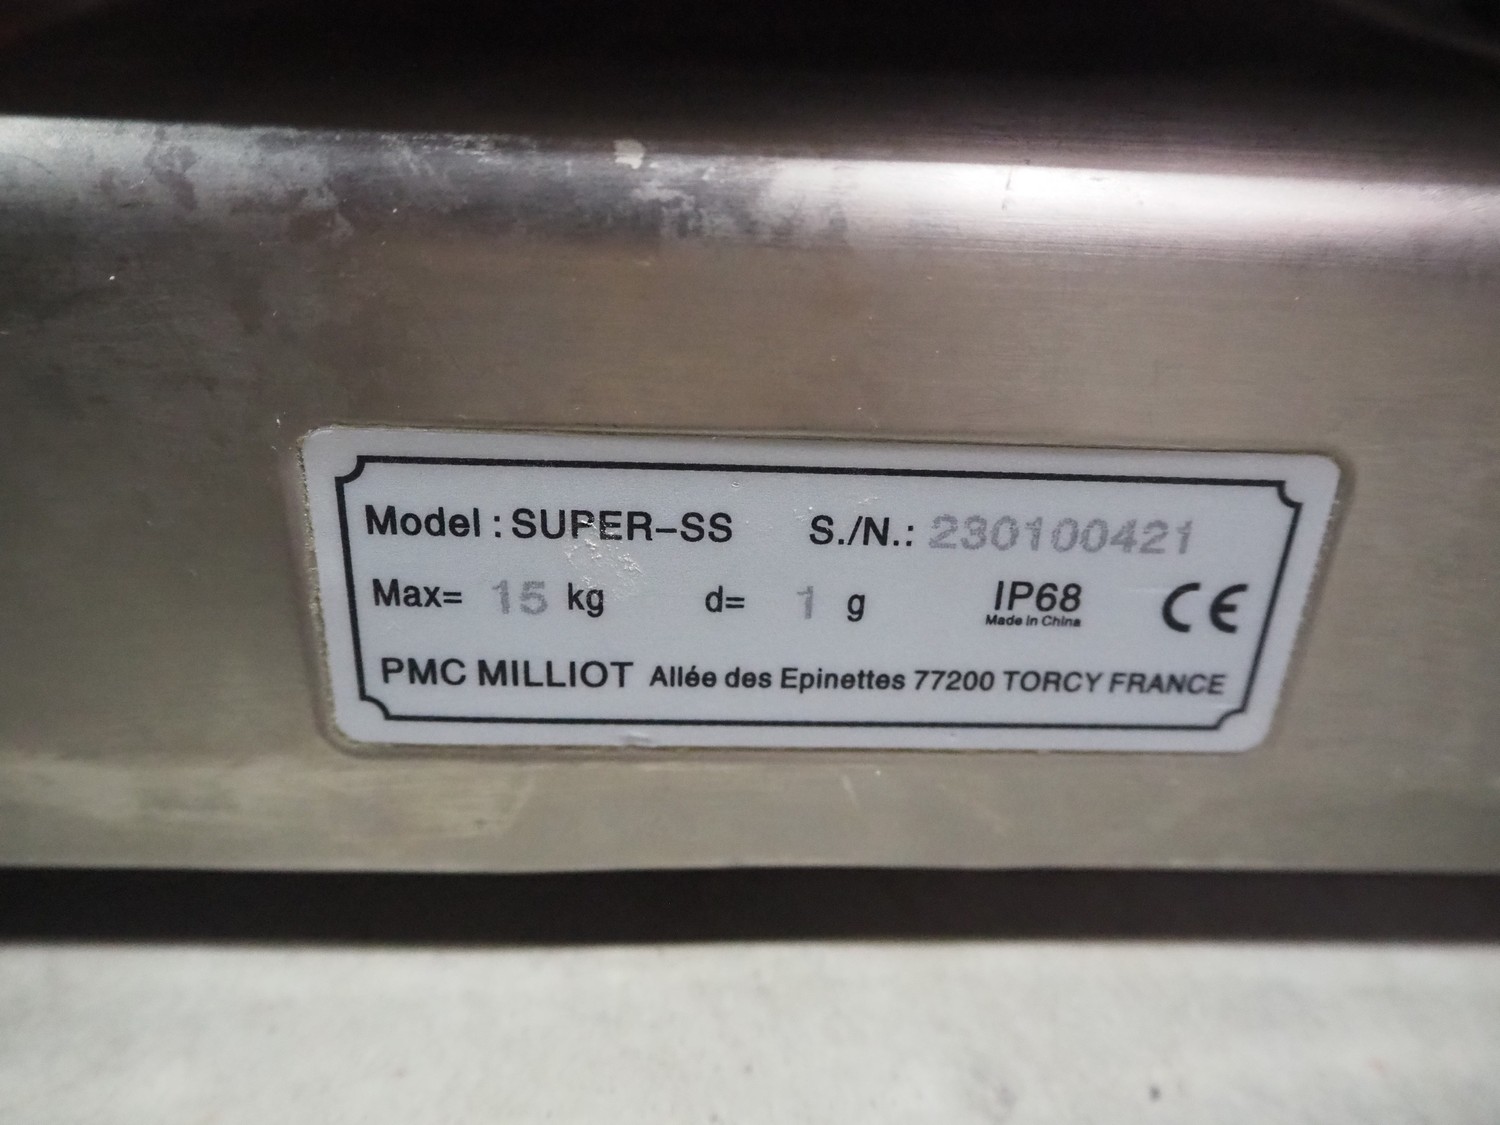 Model : SUPER-SS S./N.: 230100421
Max= 15 kg d= 1 g IP68 CE
Made in China
PMC MILLIOT Allée des Epinettes 77200 TORCY FRANCE